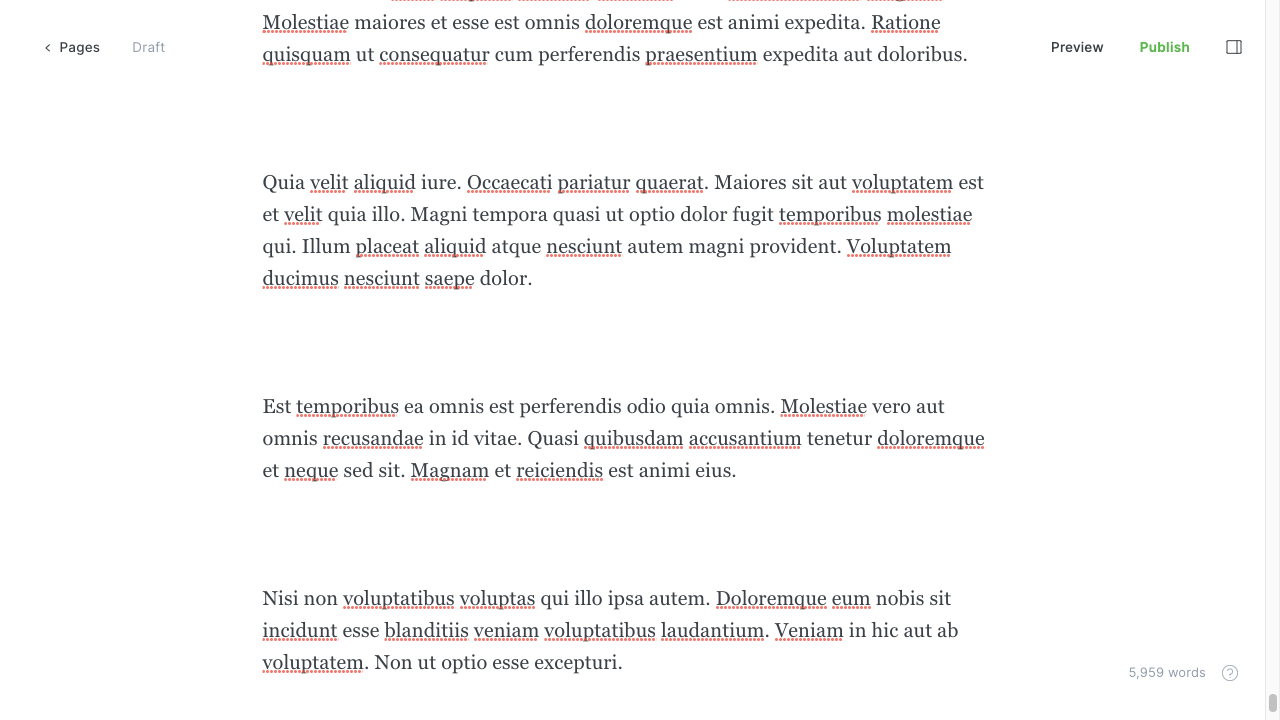 Molestiae maiores et esse est omnis doloremque est animi expedita. Ratione
quisquam ut consequatur cum perferendis praesentium expedita aut doloribus.
Pages
Draft
Preview
Publish
Quia velit aliquid iure. Occaecati pariatur quaerat. Maiores sit aut voluptatem est
et velit quia illo. Magni tempora quasi ut optio dolor fugit temporibus molestiae
qui. Illum placeat aliquid atque nesciunt autem magni provident. Voluptatem
ducimus nesciunt saepe dolor.
Est temporibus ea omnis est perferendis odio quia omnis. Molestiae vero aut
omnis recusandae in id vitae. Quasi quibusdam accusantium tenetur doloremque
et neque sed sit. Magnam et reiciendis est animi eius.
Nisi non voluptatibus voluptas qui illo ipsa autem. Doloremque eum nobis sit
incidunt esse blanditiis veniam voluptatibus laudantium. Veniam in hic aut ab
voluptatem. Non ut optio esse excepturi.
5,959 words